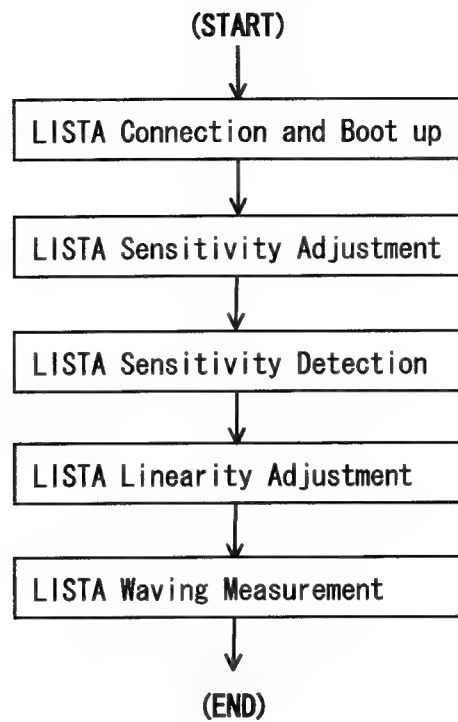 (START)
LISTA Connection and Boot up
LISTA Sensitivity Adjustment
LISTA Sensitivity Detection
LISTA Linearity Adjustment
LISTA Waving Measurement
(END)